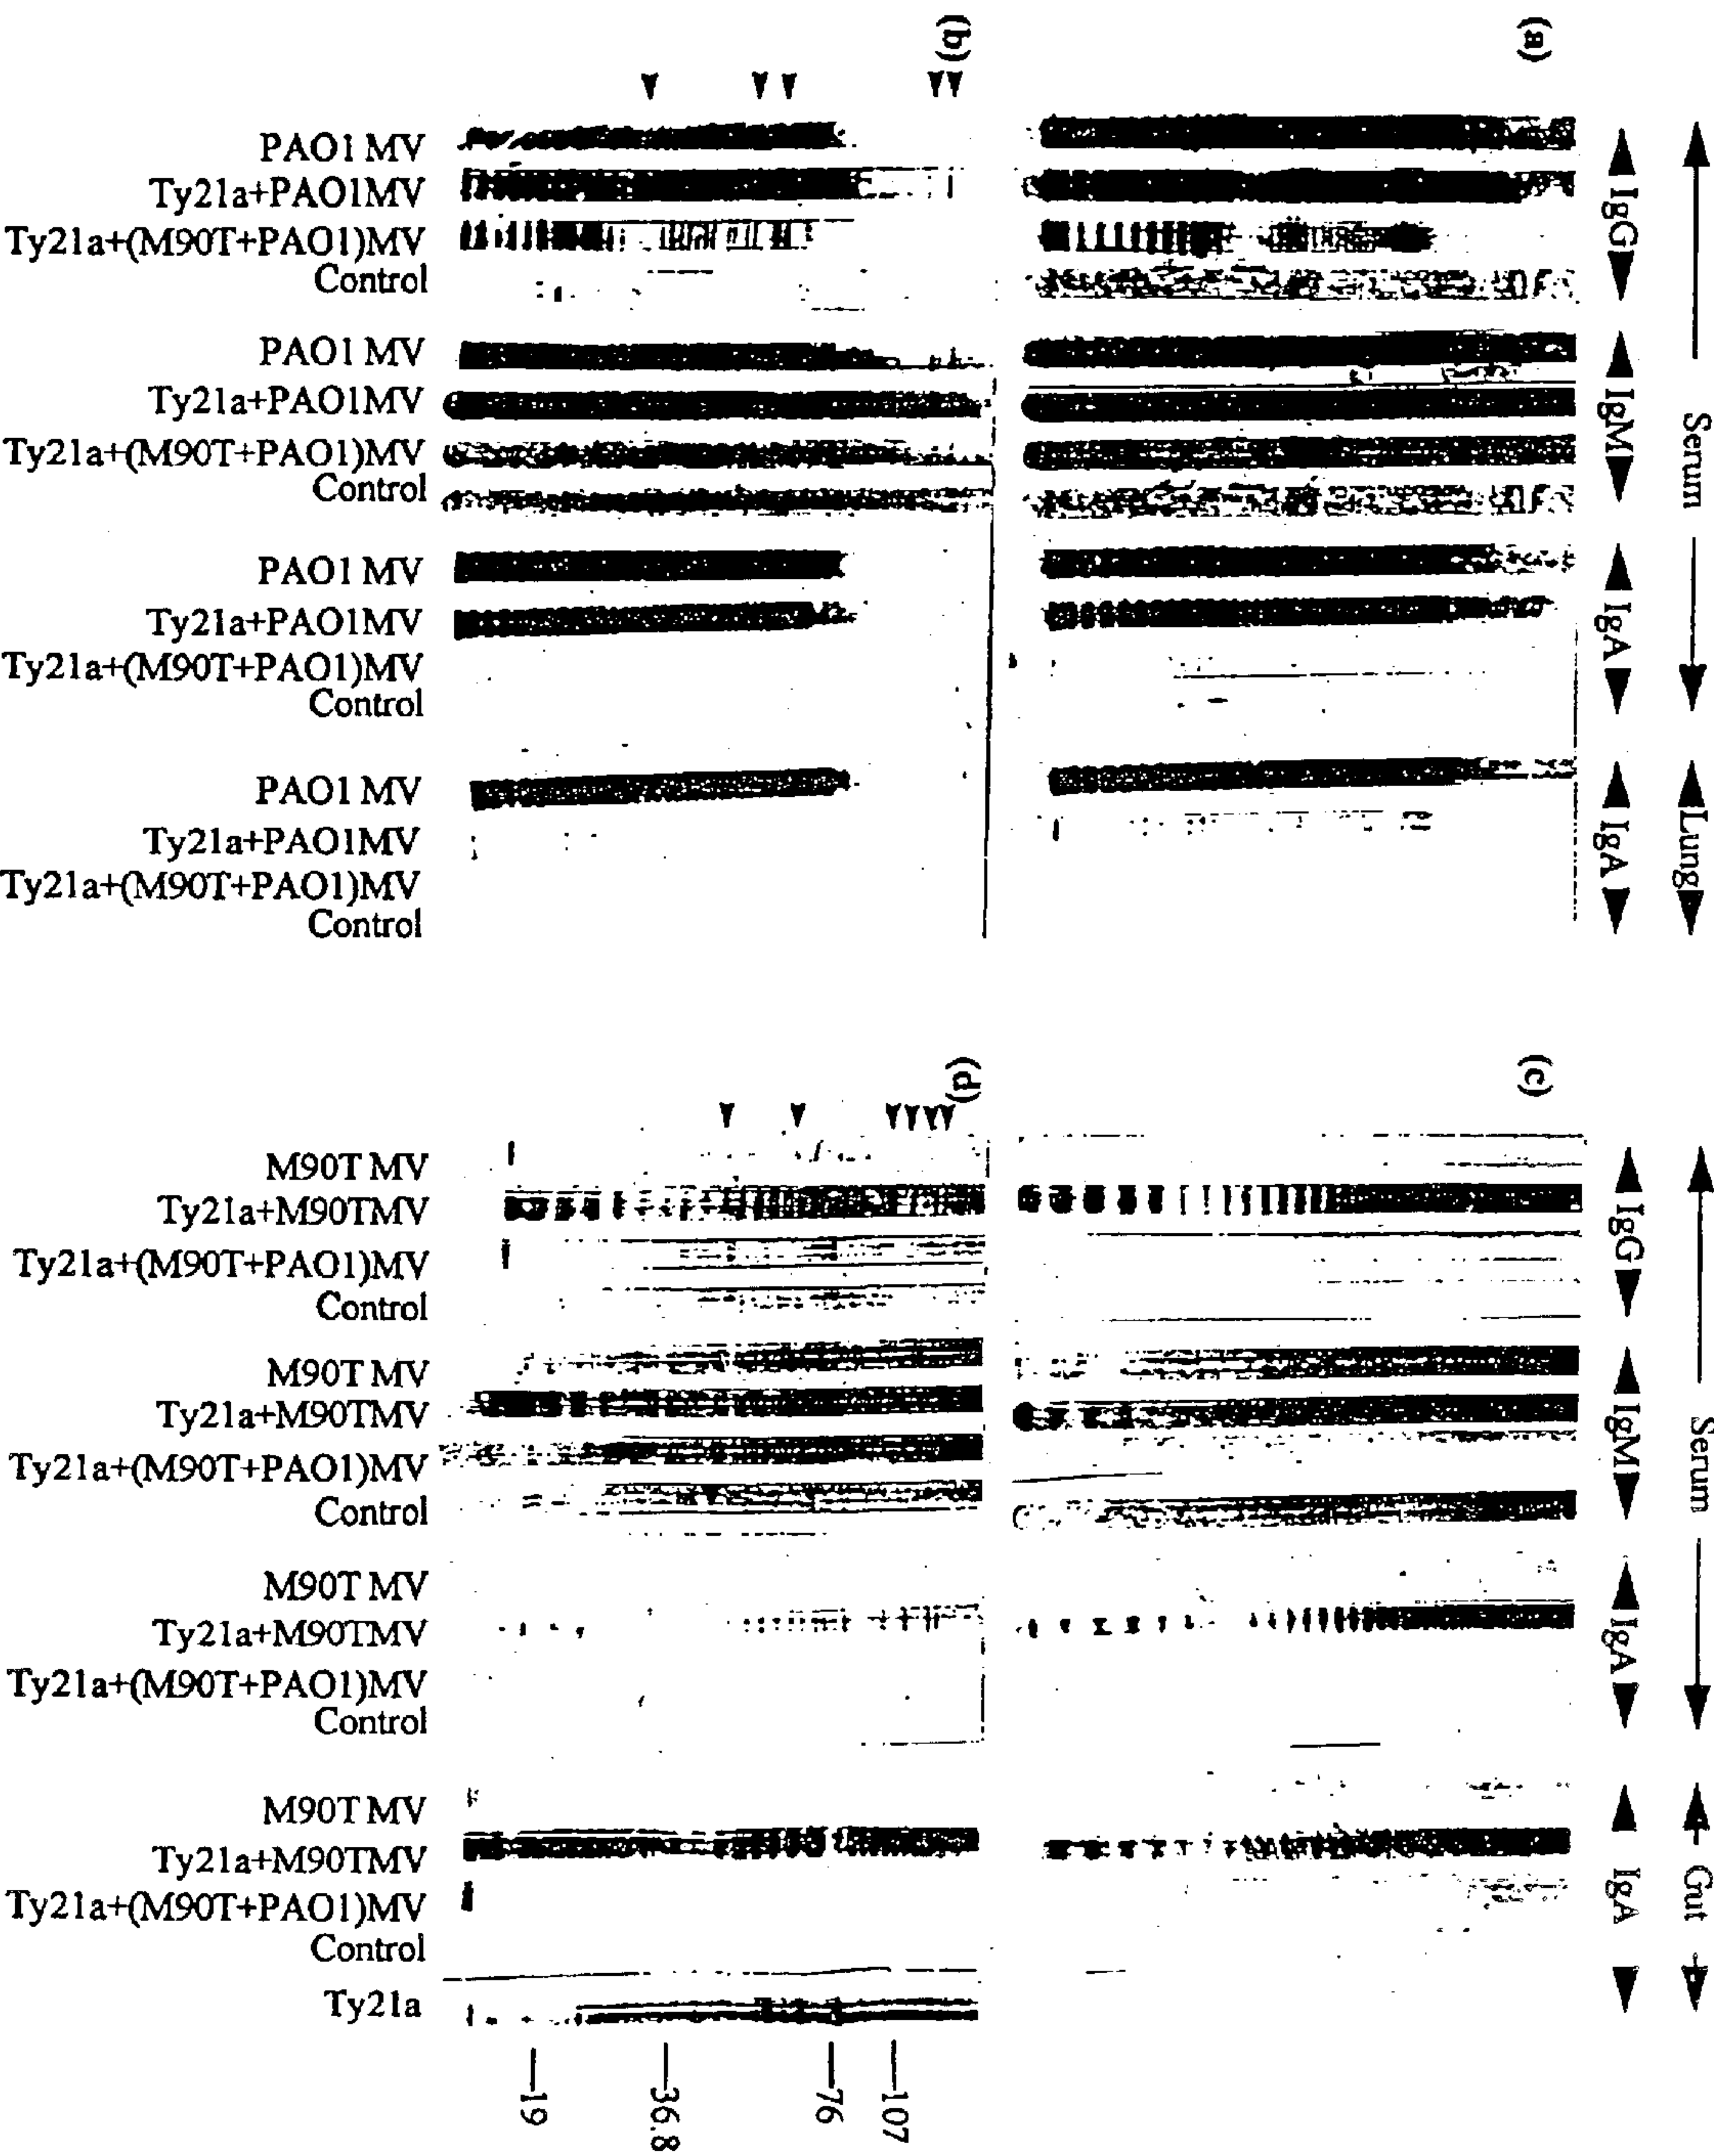 (a)
Serum
Lung
IgG
IgM
IgA
IgA
(b)
PAO1 MV
Ty21a+PAO1MV
Ty21a+(M90T+PAO1)MV
Control
PAO1 MV
Ty21a+PAO1MV
Ty21a+(M90T+PAO1)MV
Control
PAO1 MV
Ty21a+PAO1MV
Ty21a+(M90T+PAO1)MV
Control
PAO1 MV
Ty21a+PAO1MV
Ty21a+(M90T+PAO1)MV
Control
(c)
Serum
Gut
IgG
IgM
IgA
IgA
(d)
M90T MV
Ty21a+M90TMV
Ty21a+(M90T+PAO1)MV
Control
M90T MV
Ty21a+M90TMV
Ty21a+(M90T+PAO1)MV
Control
M90T MV
Ty21a+M90TMV
Ty21a+(M90T+PAO1)MV
Control
M90T MV
Ty21a+M90TMV
Ty21a+(M90T+PAO1)MV
Control
Ty21a
107
76
36.8
19